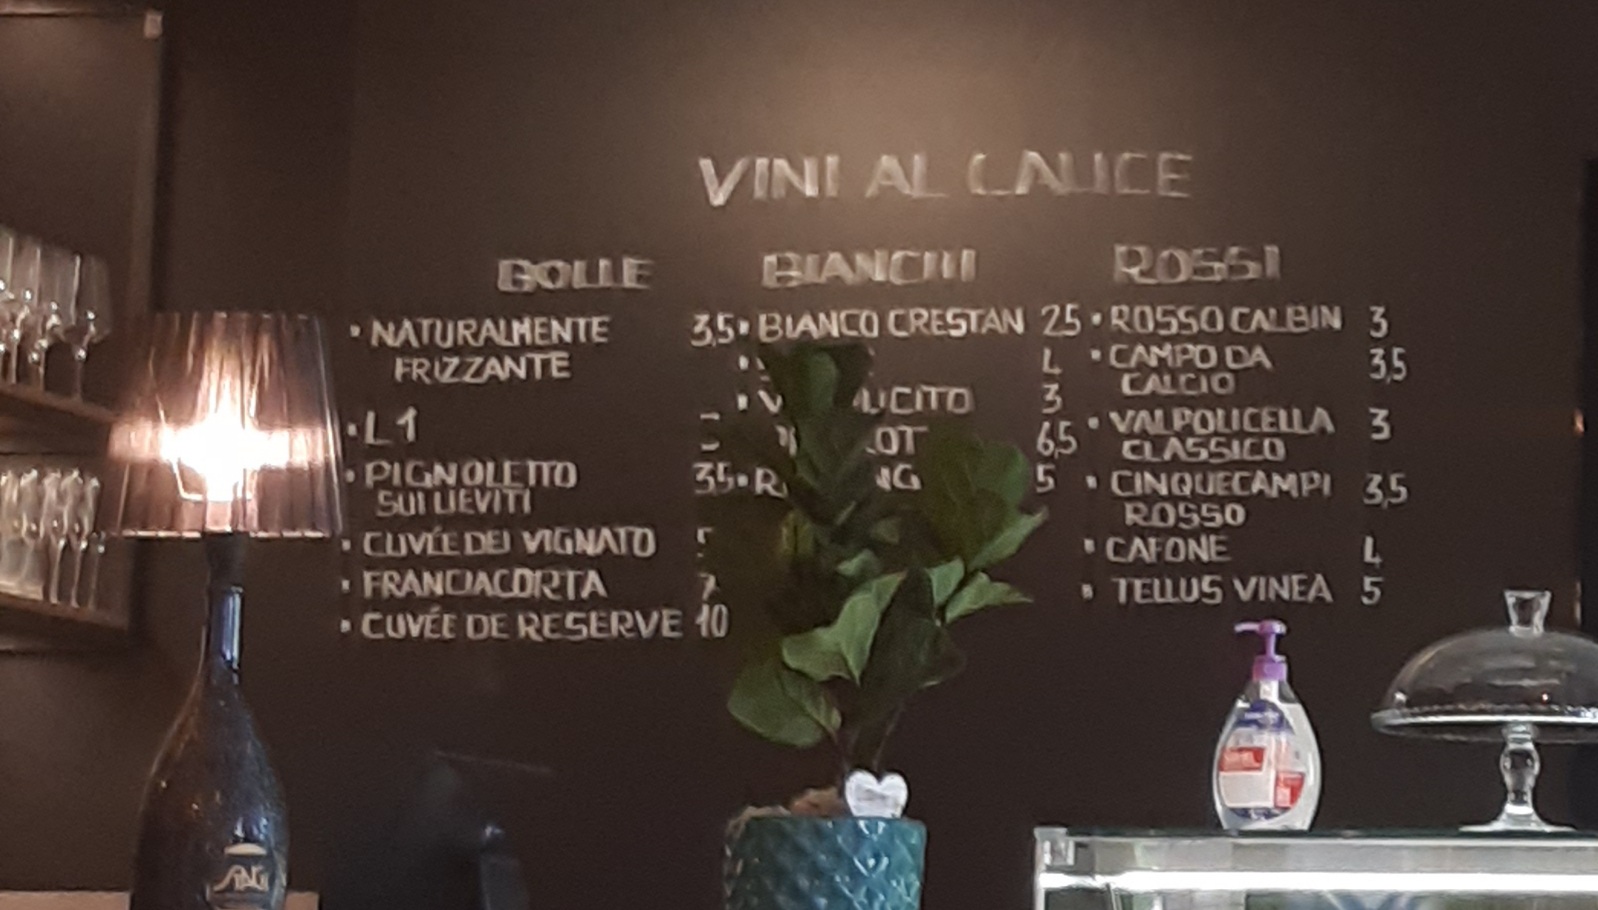 VINI AL CALICE
BOLLE
NATURALMENTE 3,5
FRIZZANTE
L1
PIGNOLETTO 3,5
SUI LIEVITI
CUVÉE DEI VIGNATO
FRANCIACORTA 7
CUVÉE DE RESERVE 10
BIANCHI
BIANCO CRESTAN 2,5
4
3
6,5
5
ROSSI
ROSSO CALBIN 3
CAMPO DA 3,5
CALCIO
VALPOLICELLA 3
CLASSICO
CINQUECAMPI 3,5
ROSSO
CAFONE 4
TELLUS VINEA 5